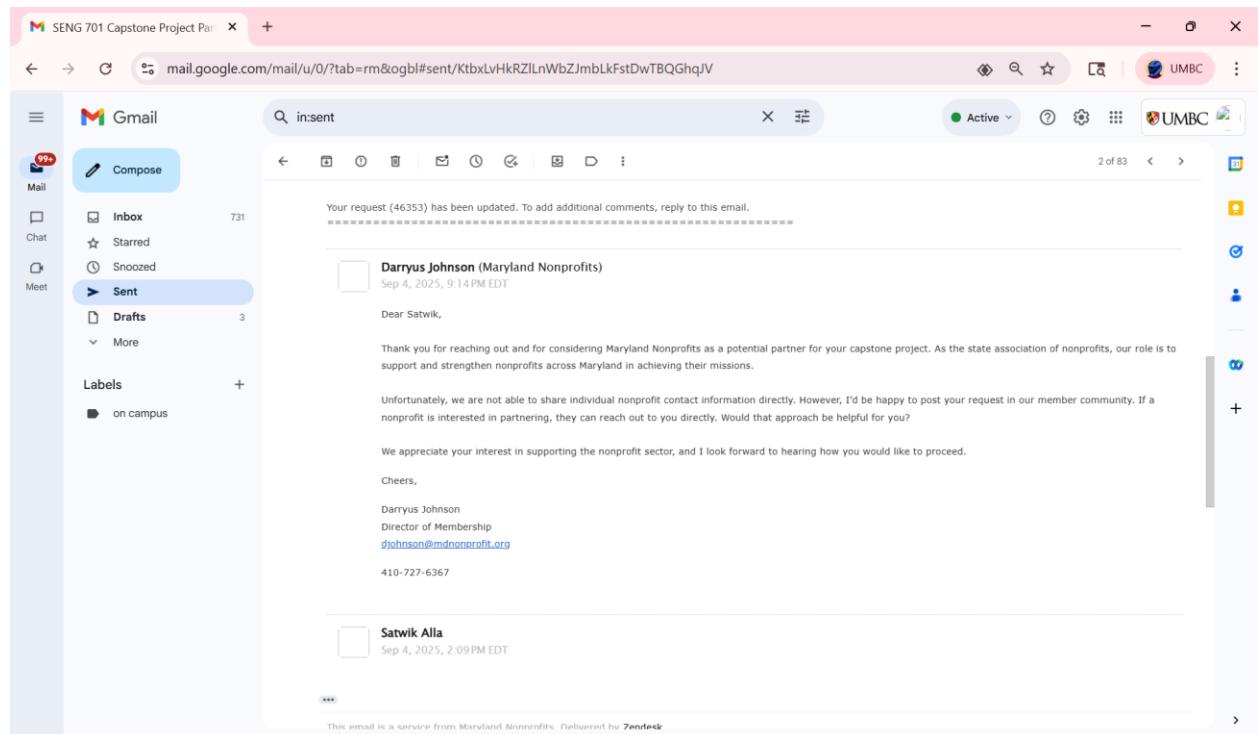 SENG 701 Capstone Project Par
mail.google.com/mail/u/0/?tab=rm&ogbl#sent/KtbxLvHkRZlLnWbZJmbLkFstDwTBQGhqJV
UMBC
Gmail
in:sent
Active
UMBC
99+
Mail
Compose
2 of 83
31
Chat
Meet
Inbox 731
Starred
Snoozed
Sent
Drafts 3
More
Labels
on campus
Your request (46353) has been updated. To add additional comments, reply to this email.
Darryus Johnson (Maryland Nonprofits)
Sep 4, 2025, 9:14 PM EDT
Dear Satwik,
Thank you for reaching out and for considering Maryland Nonprofits as a potential partner for your capstone project. As the state association of nonprofits, our role is to
support and strengthen nonprofits across Maryland in achieving their missions.
Unfortunately, we are not able to share individual nonprofit contact information directly. However, I'd be happy to post your request in our member community. If a
nonprofit is interested in partnering, they can reach out to you directly. Would that approach be helpful for you?
We appreciate your interest in supporting the nonprofit sector, and I look forward to hearing how you would like to proceed.
Cheers,
Darryus Johnson
Director of Membership
djohnson@mdnonprofit.org
410-727-6367
Satwik Alla
Sep 4, 2025, 2:09 PM EDT
This email is a service from Maryland Nonprofits. Delivered by Zendesk